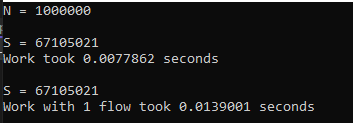 N = 1000000
S = 67105021
Work took 0.0077862 seconds
S = 67105021
Work with 1 flow took 0.0139001 seconds